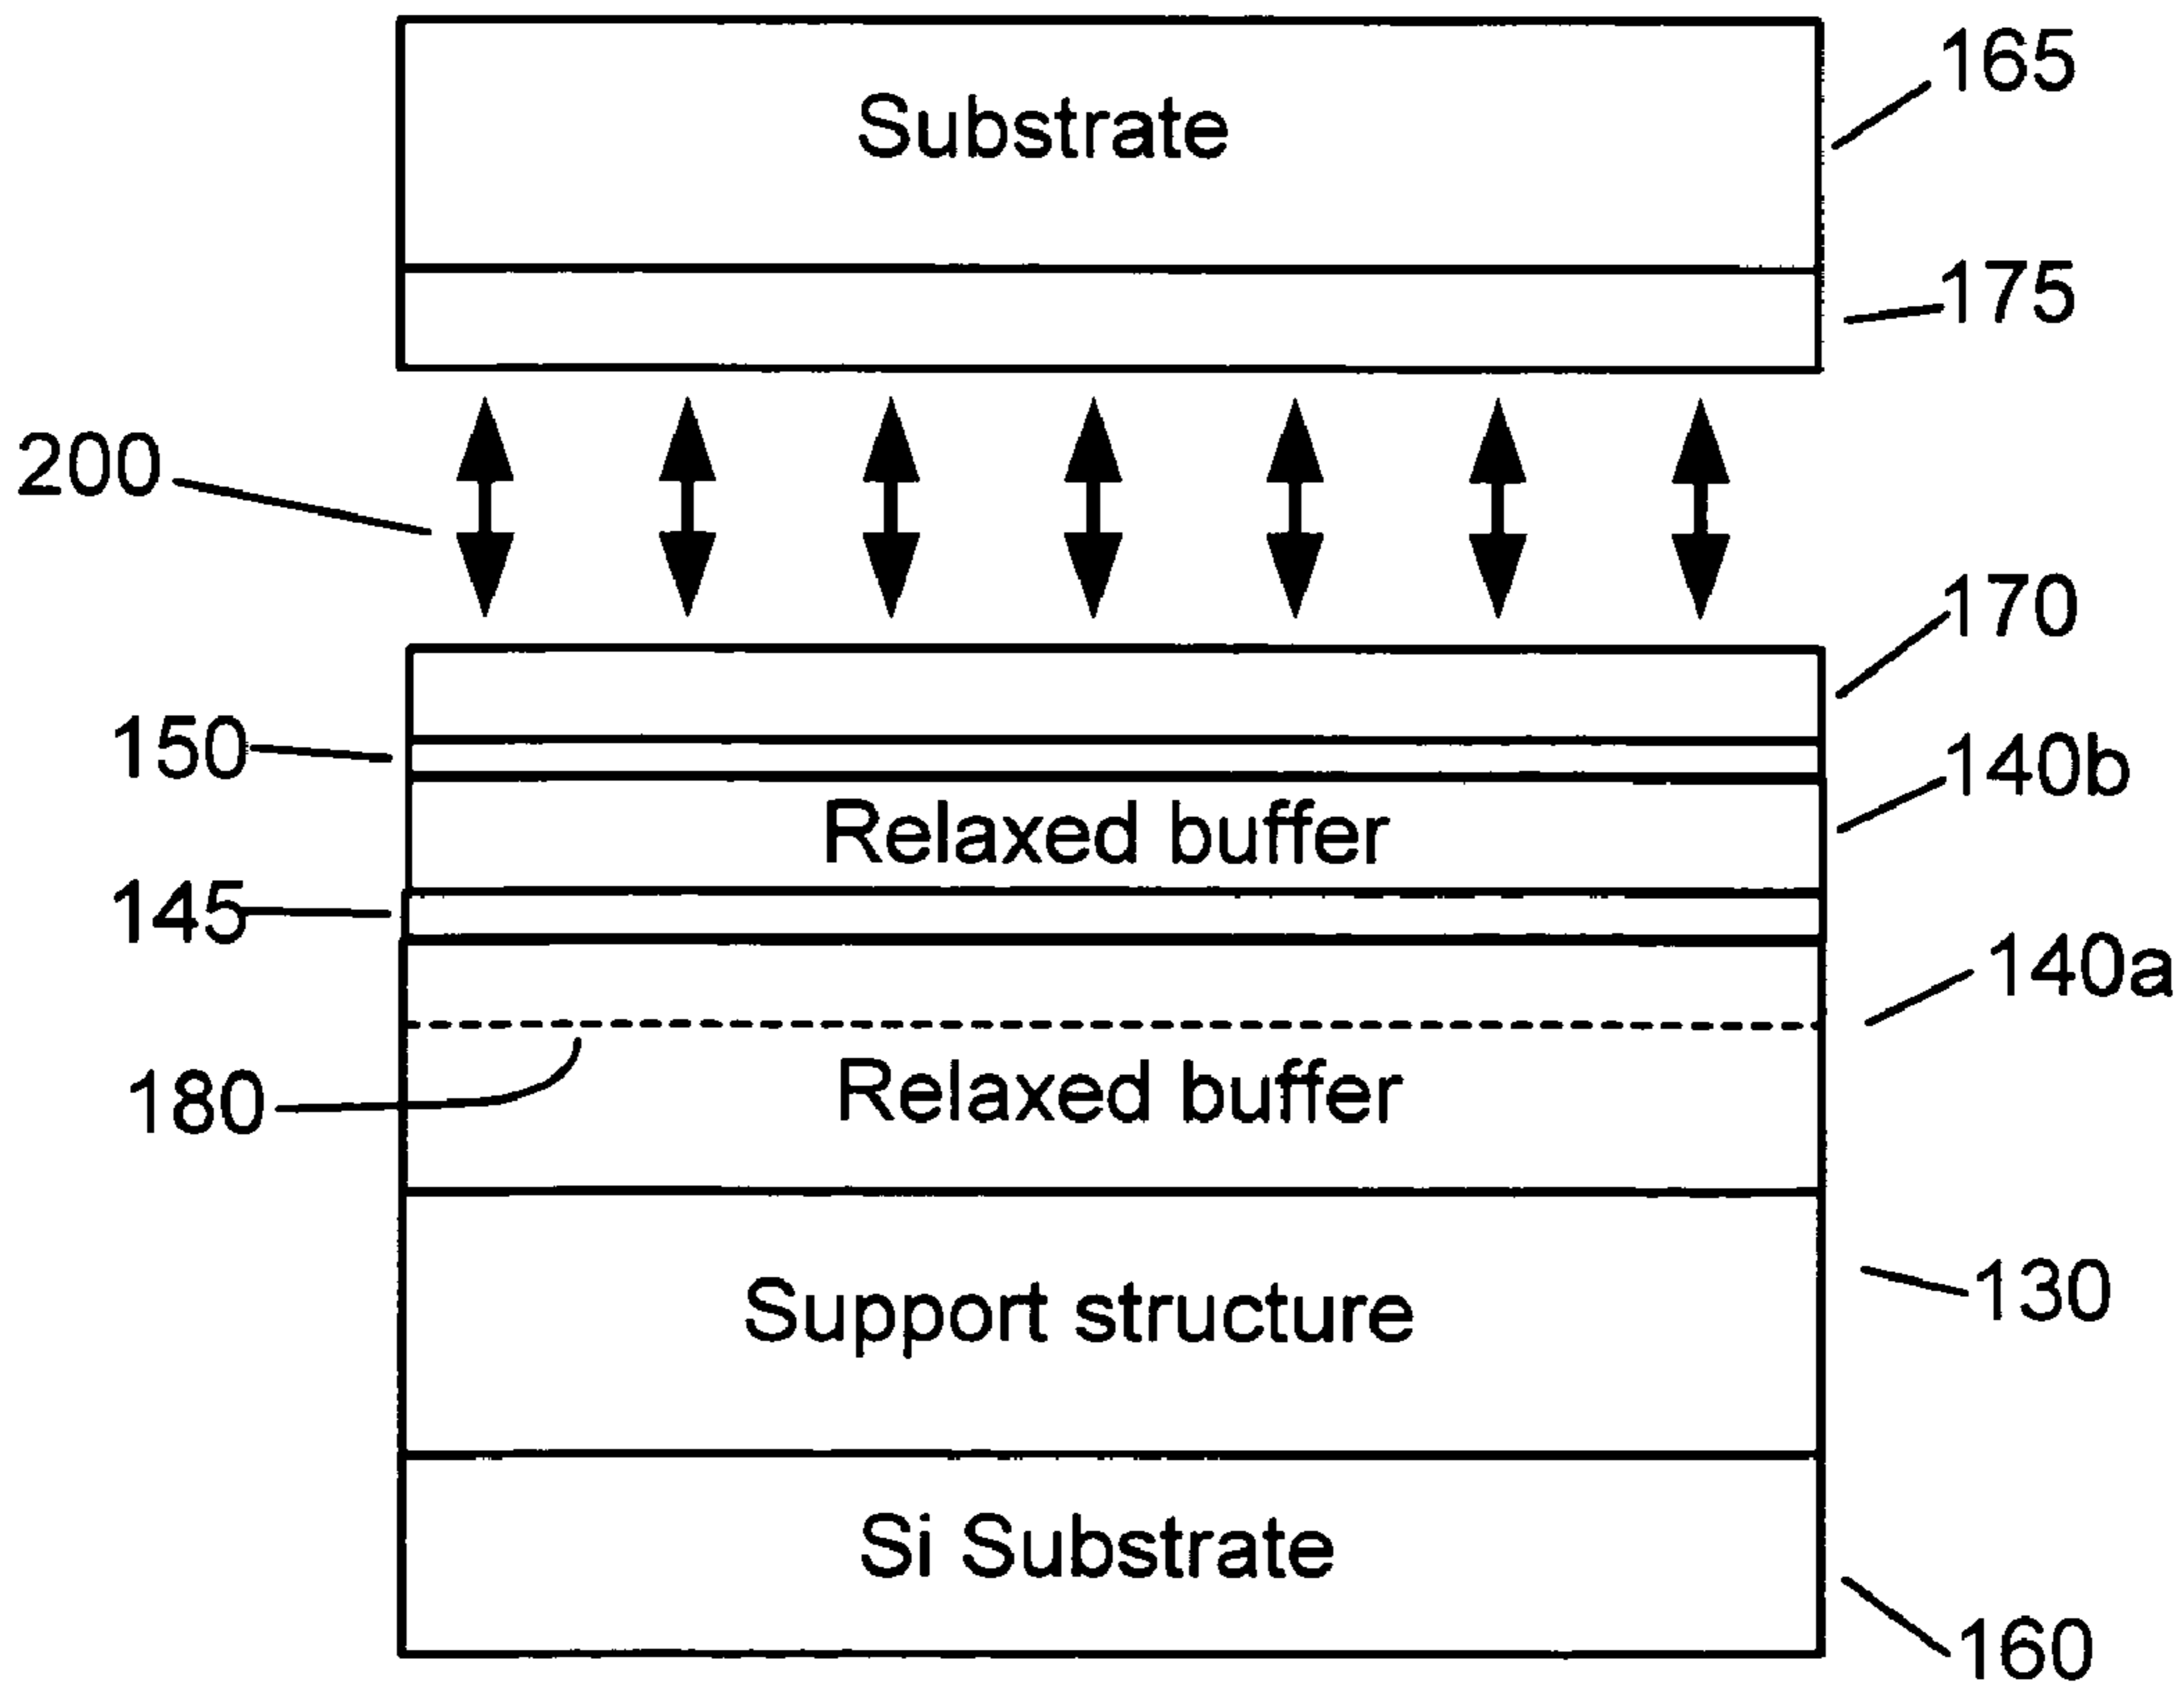 Substrate
165
175
200
170
150
140b
Relaxed buffer
145
140a
180
Relaxed buffer
Support structure
130
Si Substrate
160